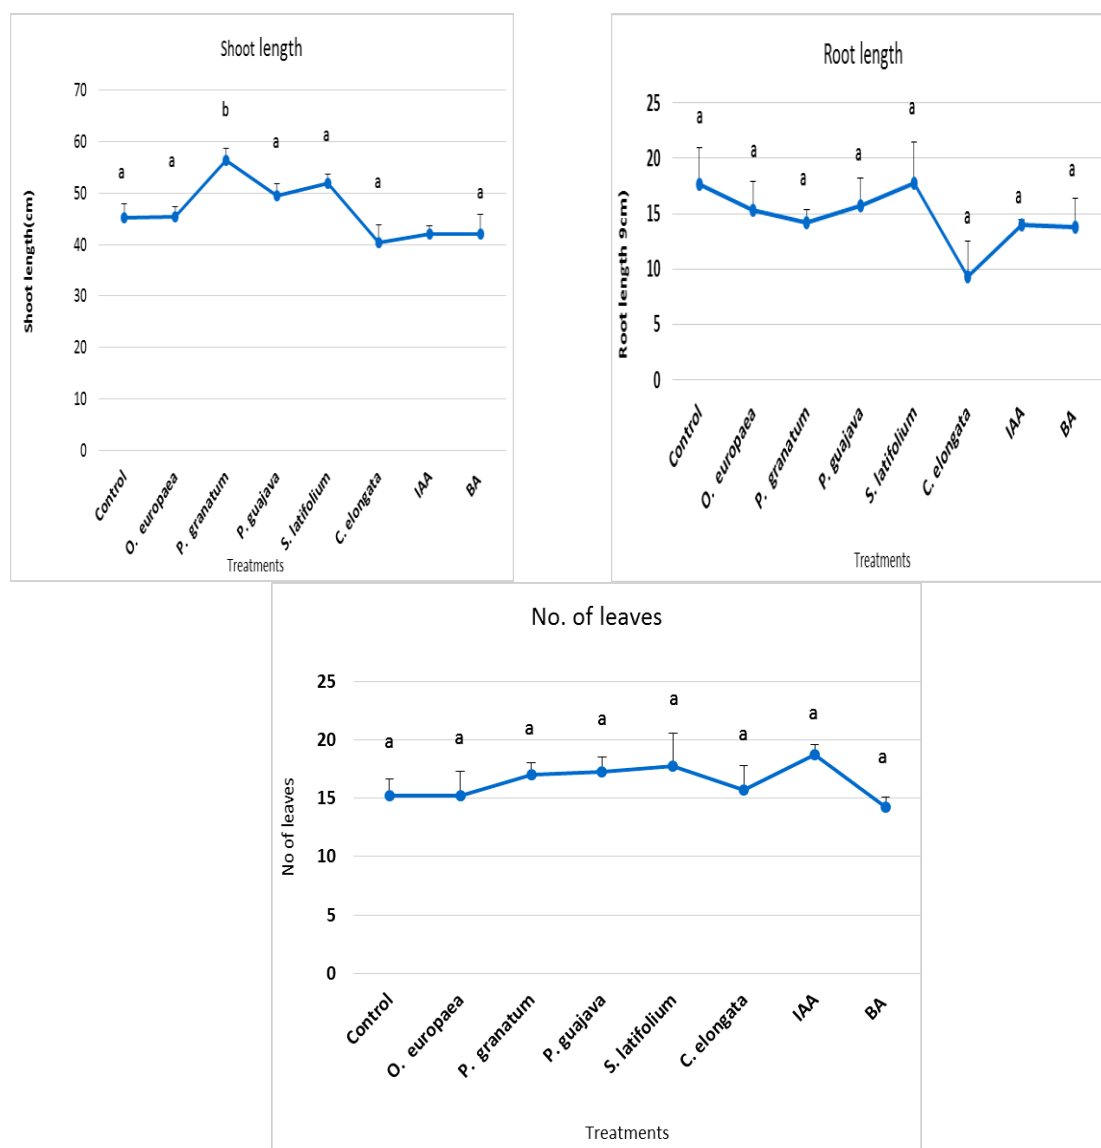 Shoot length
70
60
50
40
30
20
10
0
b
a
a
a
a
a
a
Shoot length(cm)
Control
O. europaea
P. granatum
P. guajava
S. latifolium
C. elongata
IAA
BA
Treatments
Root length
25
20
15
10
5
0
a
a
a
a
a
a
a
a
Root length 9cm)
Control
O. europaea
P. granatum
P. guajava
S. latifolium
C. elongata
IAA
BA
Treatments
No. of leaves
25
20
15
10
5
0
a
a
a
a
a
a
a
a
No of leaves
Control
O. europaea
P. granatum
P. guajava
S. latifolium
C. elongata
IAA
BA
Treatments